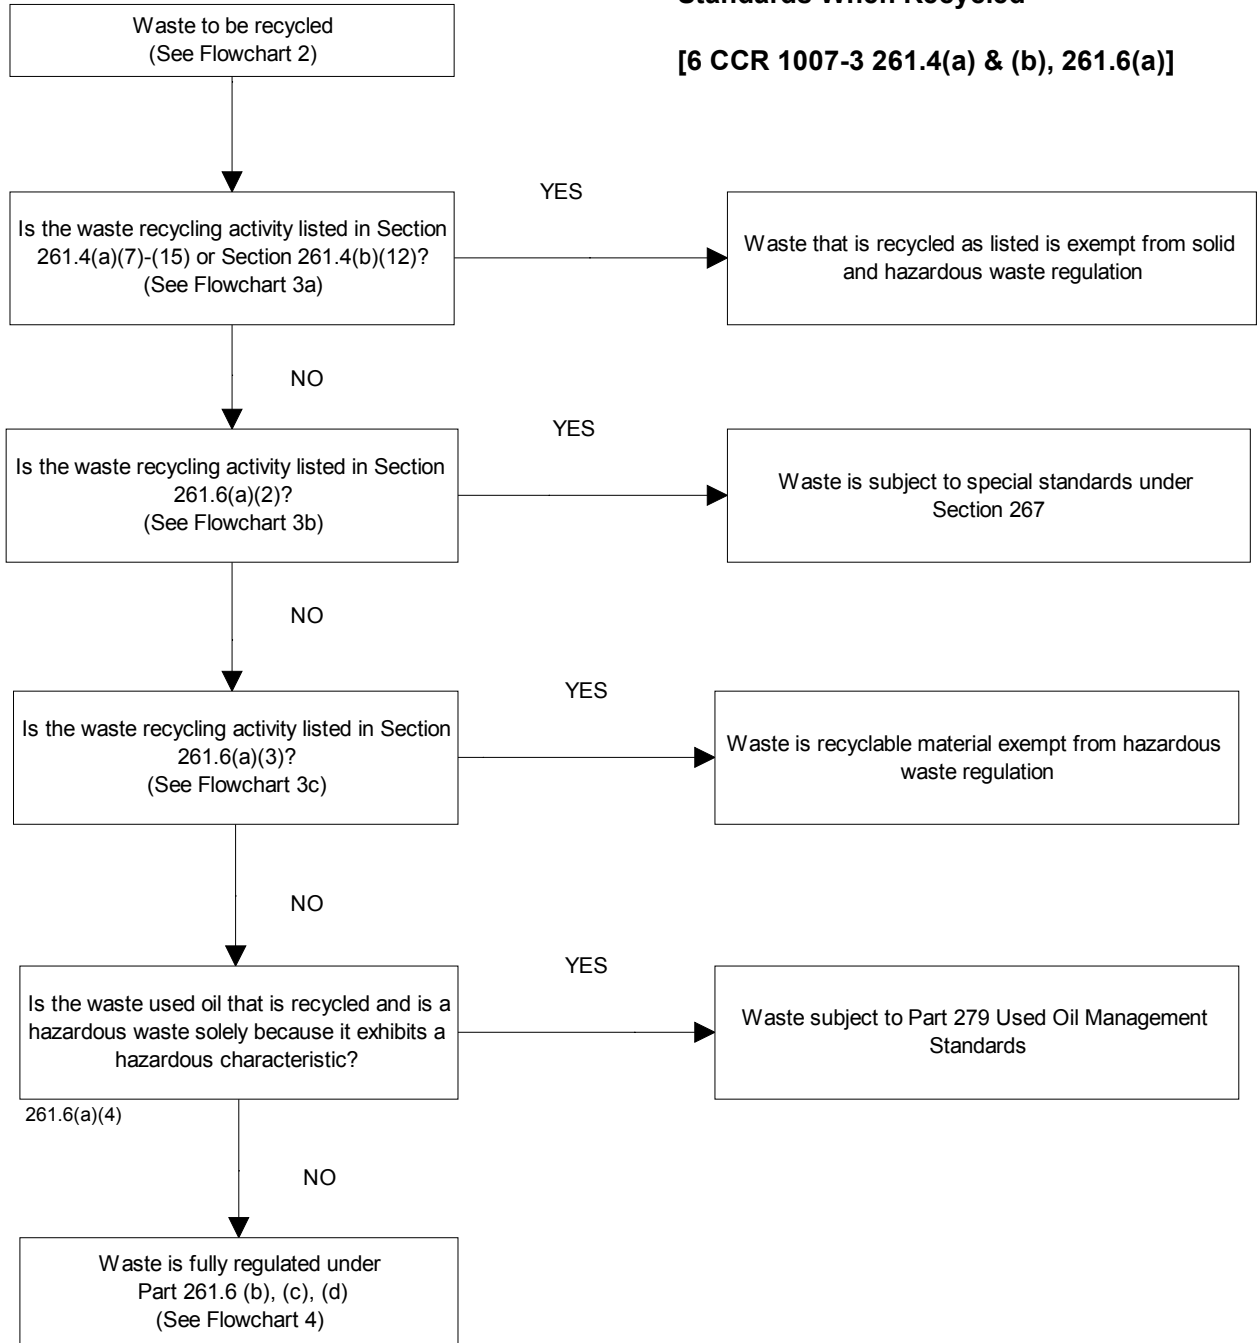 Standards When Recycled
[6 CCR 1007-3 261.4(a) & (b), 261.6(a)]
Waste to be recycled
(See Flowchart 2)
Is the waste recycling activity listed in Section
261.4(a)(7)-(15) or Section 261.4(b)(12)?
(See Flowchart 3a)
YES
Waste that is recycled as listed is exempt from solid
and hazardous waste regulation
NO
Is the waste recycling activity listed in Section
261.6(a)(2)?
(See Flowchart 3b)
YES
Waste is subject to special standards under
Section 267
NO
Is the waste recycling activity listed in Section
261.6(a)(3)?
(See Flowchart 3c)
YES
Waste is recyclable material exempt from hazardous
waste regulation
NO
Is the waste used oil that is recycled and is a
hazardous waste solely because it exhibits a
hazardous characteristic?
261.6(a)(4)
YES
Waste subject to Part 279 Used Oil Management
Standards
NO
Waste is fully regulated under
Part 261.6 (b), (c), (d)
(See Flowchart 4)